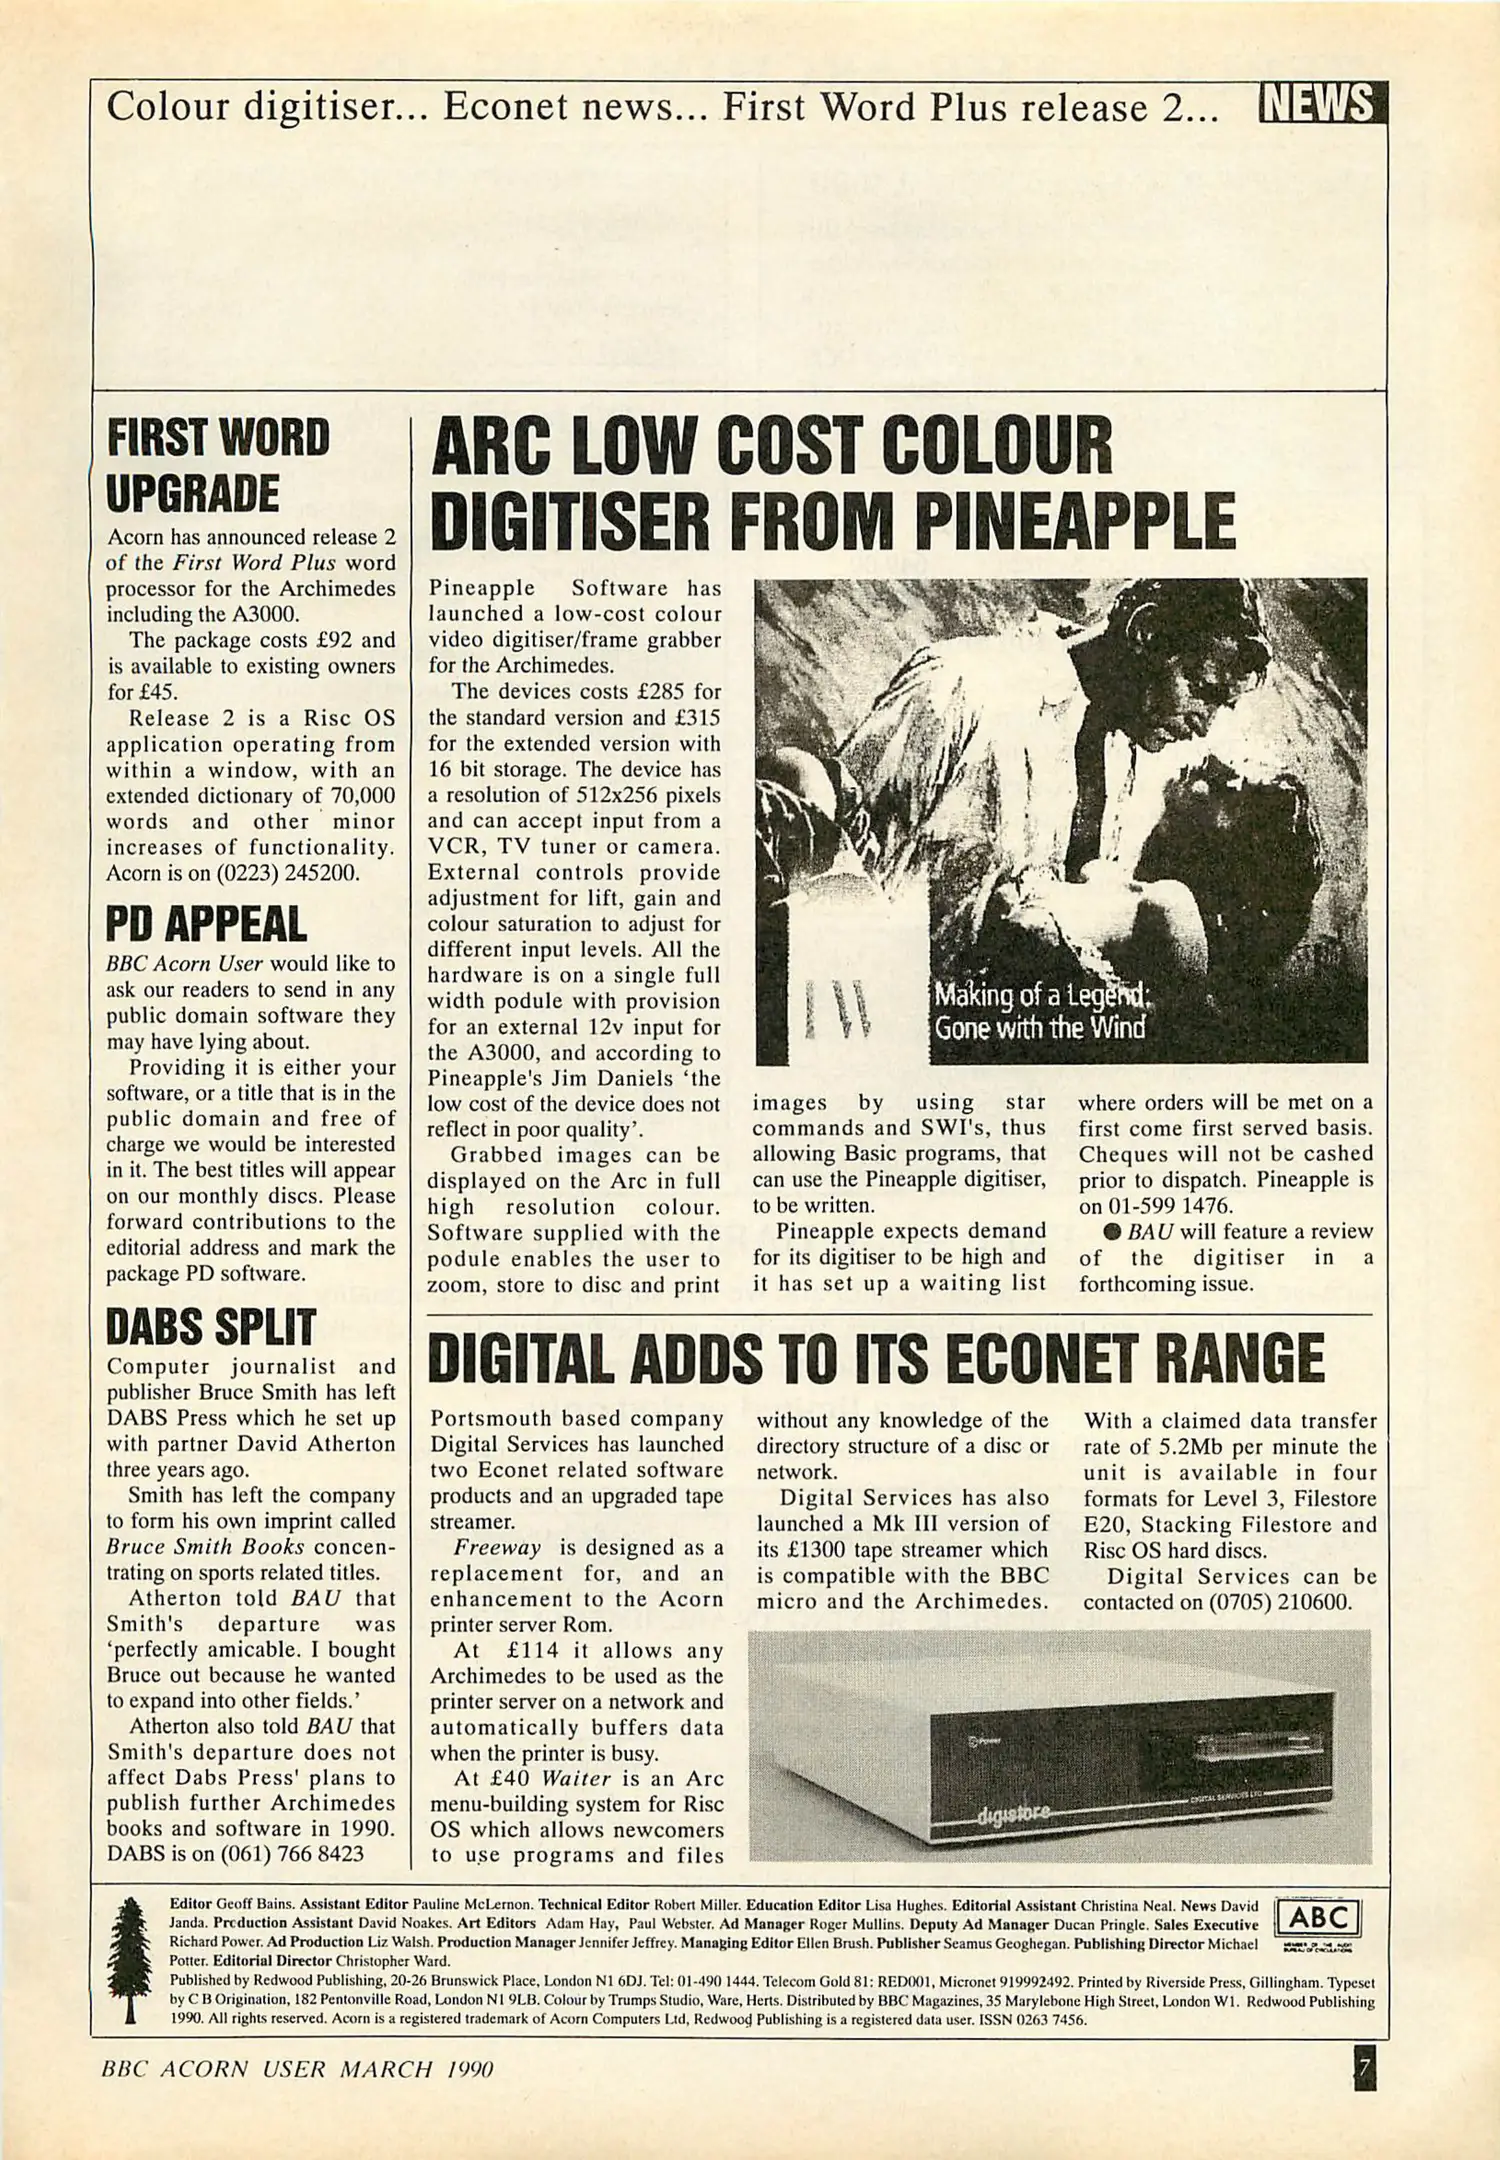 Colour digitiser... Econet news... First Word Plus release 2...
NEWS
FIRST WORD
UPGRADE
Acorn has announced release 2
of the First Word Plus word
processor for the Archimedes
including the A3000.
The package costs £92 and
is available to existing owners
for £45.
Release 2 is a Risc OS
application operating from
within a window, with an
extended dictionary of 70,000
words and other minor
increases of functionality.
Acorn is on (0223) 245200.
PD APPEAL
BBC Acorn User would like to
ask our readers to send in any
public domain software they
may have lying about.
Providing it is either your
software, or a title that is in the
public domain and free of
charge we would be interested
in it. The best titles will appear
on our monthly discs. Please
forward contributions to the
editorial address and mark the
package PD software.
DABS SPLIT
Computer journalist and
publisher Bruce Smith has left
DABS Press which he set up
with partner David Atherton
three years ago.
Smith has left the company
to form his own imprint called
Bruce Smith Books concen-
trating on sports related titles.
Atherton told BAU that
Smith's departure was
‘perfectly amicable. I bought
Bruce out because he wanted
to expand into other fields.’
Atherton also told BAU that
Smith's departure does not
affect Dabs Press' plans to
publish further Archimedes
books and software in 1990.
DABS is on (061) 766 8423
ARC LOW COST COLOUR
DIGITISER FROM PINEAPPLE
Pineapple Software has
launched a low-cost colour
video digitiser/frame grabber
for the Archimedes.
The devices costs £285 for
the standard version and £315
for the extended version with
16 bit storage. The device has
a resolution of 512x256 pixels
and can accept input from a
VCR, TV tuner or camera.
External controls provide
adjustment for lift, gain and
colour saturation to adjust for
different input levels. All the
hardware is on a single full
width podule with provision
for an external 12v input for
the A3000, and according to
Pineapple's Jim Daniels ‘the
low cost of the device does not
reflect in poor quality’.
Grabbed images can be
displayed on the Arc in full
high resolution colour.
Software supplied with the
podule enables the user to
zoom, store to disc and print
Making of a Legend:
Gone with the Wind
images by using star
commands and SWI's, thus
allowing Basic programs, that
can use the Pineapple digitiser,
to be written.
Pineapple expects demand
for its digitiser to be high and
it has set up a waiting list
where orders will be met on a
first come first served basis.
Cheques will not be cashed
prior to dispatch. Pineapple is
on 01-599 1476.
● BAU will feature a review
of the digitiser in a
forthcoming issue.
DIGITAL ADDS TO ITS ECONET RANGE
Portsmouth based company
Digital Services has launched
two Econet related software
products and an upgraded tape
streamer.
Freeway is designed as a
replacement for, and an
enhancement to the Acorn
printer server Rom.
At £114 it allows any
Archimedes to be used as the
printer server on a network and
automatically buffers data
when the printer is busy.
At £40 Waiter is an Arc
menu-building system for Risc
OS which allows newcomers
to use programs and files
without any knowledge of the
directory structure of a disc or
network.
Digital Services has also
launched a Mk III version of
its £1300 tape streamer which
is compatible with the BBC
micro and the Archimedes.
With a claimed data transfer
rate of 5.2Mb per minute the
unit is available in four
formats for Level 3, Filestore
E20, Stacking Filestore and
Risc OS hard discs.
Digital Services can be
contacted on (0705) 210600.
Power
digistore
DIGITAL SERVICES LTD
Editor Geoff Bains. Assistant Editor Pauline McLernon. Technical Editor Robert Miller. Education Editor Lisa Hughes. Editorial Assistant Christina Neal. News David
Janda. Production Assistant David Noakes. Art Editors Adam Hay, Paul Webster. Ad Manager Roger Mullins. Deputy Ad Manager Ducan Pringle. Sales Executive
Richard Power. Ad Production Liz Walsh. Production Manager Jennifer Jeffrey. Managing Editor Ellen Brush. Publisher Seamus Geoghegan. Publishing Director Michael
Potter. Editorial Director Christopher Ward.
Published by Redwood Publishing, 20-26 Brunswick Place, London N1 6DJ. Tel: 01-490 1444. Telecom Gold 81: RED001, Micronet 919992492. Printed by Riverside Press, Gillingham. Typeset
by C B Origination, 182 Pentonville Road, London N1 9LB. Colour by Trumps Studio, Ware, Herts. Distributed by BBC Magazines, 35 Marylebone High Street, London W1. Redwood Publishing
1990. All rights reserved. Acorn is a registered trademark of Acorn Computers Ltd, Redwood Publishing is a registered data user. ISSN 0263 7456.
ABC
MEMBER OF THE AUDIT
BUREAU OF CIRCULATIONS
BBC ACORN USER MARCH 1990
7